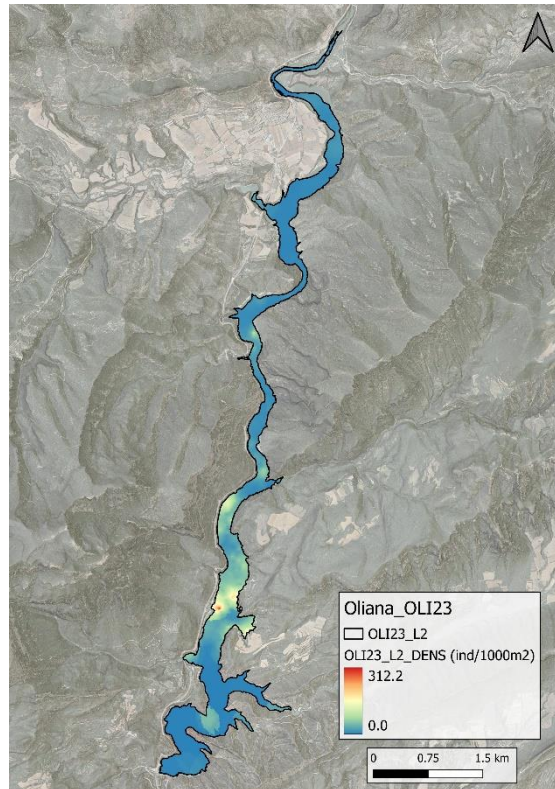 Oliana_OLI23
OLI23_L2
OLI23_L2_DENS (ind/1000m2)
312.2
0.0
0 0.75 1.5 km